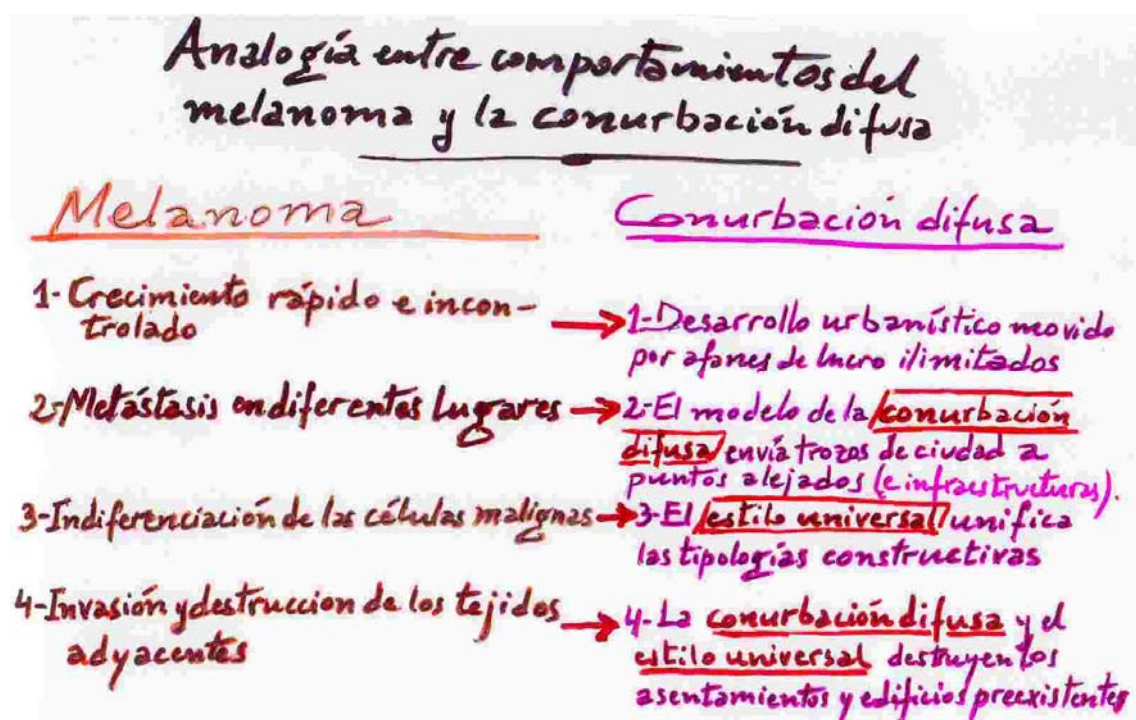 Analogía entre comportamientos del
melanoma y la conurbación difusa
Melanoma
1- Crecimiento rápido e incon-
trolado
2-Metástasis en diferentes lugares
3-Indiferenciación de las células malignas
4-Invasión y destruccion de los tejidos
adyacentes
Conurbación difusa
1-Desarrollo urbanístico movido
por afanes de lucro ilimitados
2-El modelo de la conurbación
difusa envía trozos de ciudad a
puntos alejados (e infraestructuras).
3-El estilo universal unifica
las tipologías constructivas
4-La conurbación difusa y el
estilo universal destruyen los
asentamientos y edificios preexistentes